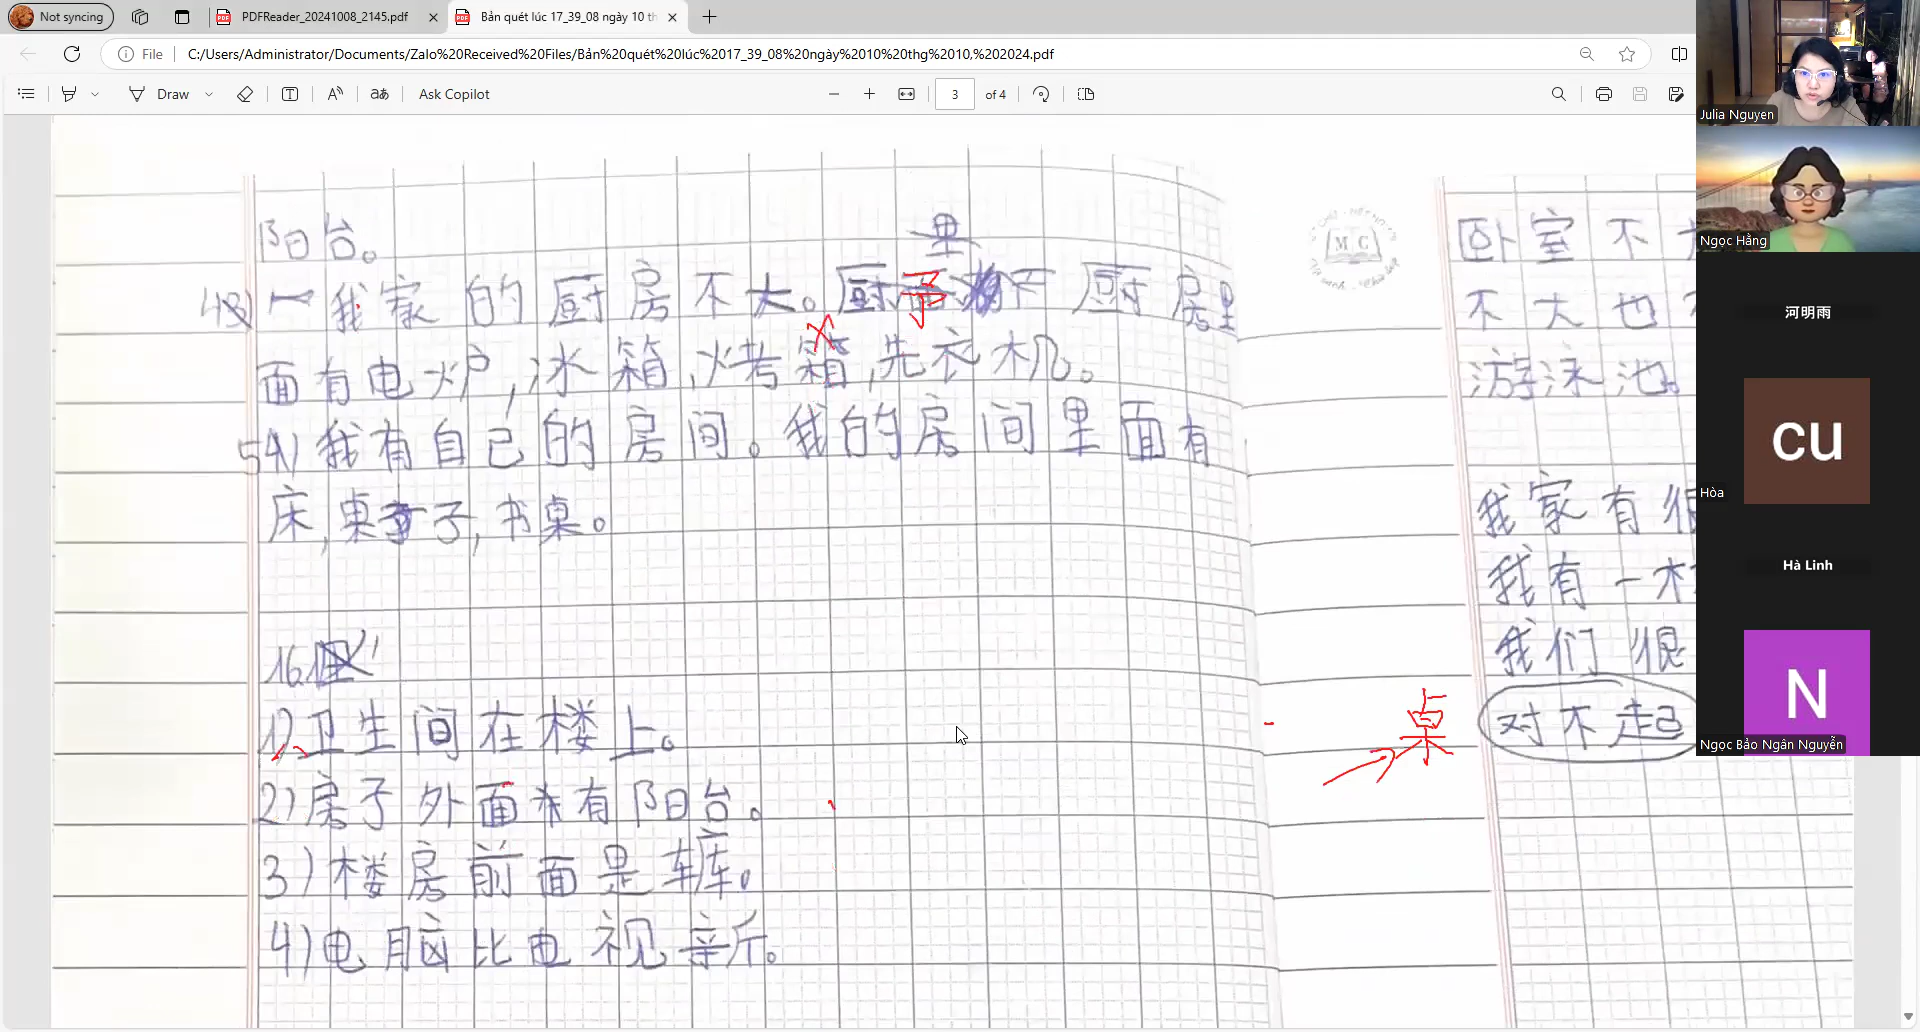 Not syncing
PDFReader_20241008_2145.pdf
Bản quét lúc 17_39_08 ngày 10 th
File
C:/Users/Administrator/Documents/Zalo%20Received%20Files/Bản%20quét%20lúc%2017_39_08%20ngày%2010%20thg%2010,%202024.pdf
Draw
aあ
Ask Copilot
3 of 4
Julia Nguyen
Ngọc Hằng
河明雨
CU
Hòa
Hà Linh
N
Ngọc Bảo Ngân Nguyễn
阳台。
我家的厨房不大。厨房里
面有电炉,冰箱,烤箱,洗衣机。
我有自己的房间。我的房间里面有
床,桌子,书桌。
16.
1)卫生间在楼上。
2)房子外面有阳台。
3)楼房前面是车库。
4)电脑比电视新。
MC
卧室不
不大也
游泳池。
我家有很
我有一
我们很
对不起
桌